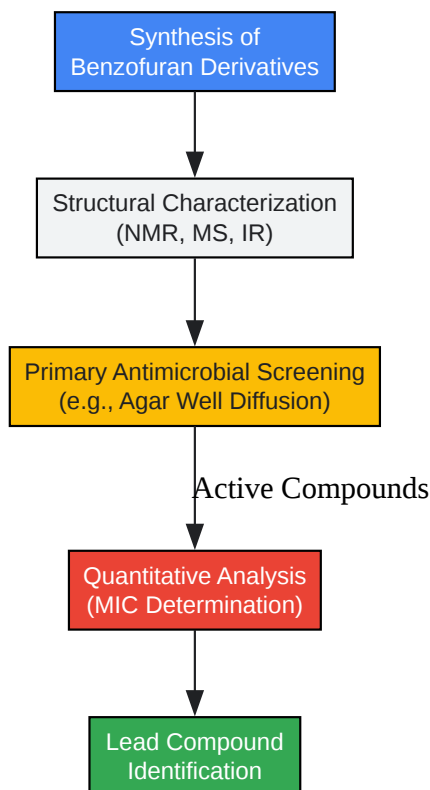 Synthesis of
Benzofuran Derivatives
Structural Characterization
(NMR, MS, IR)
Primary Antimicrobial Screening
(e.g., Agar Well Diffusion)
Active Compounds
Quantitative Analysis
(MIC Determination)
Lead Compound
Identification